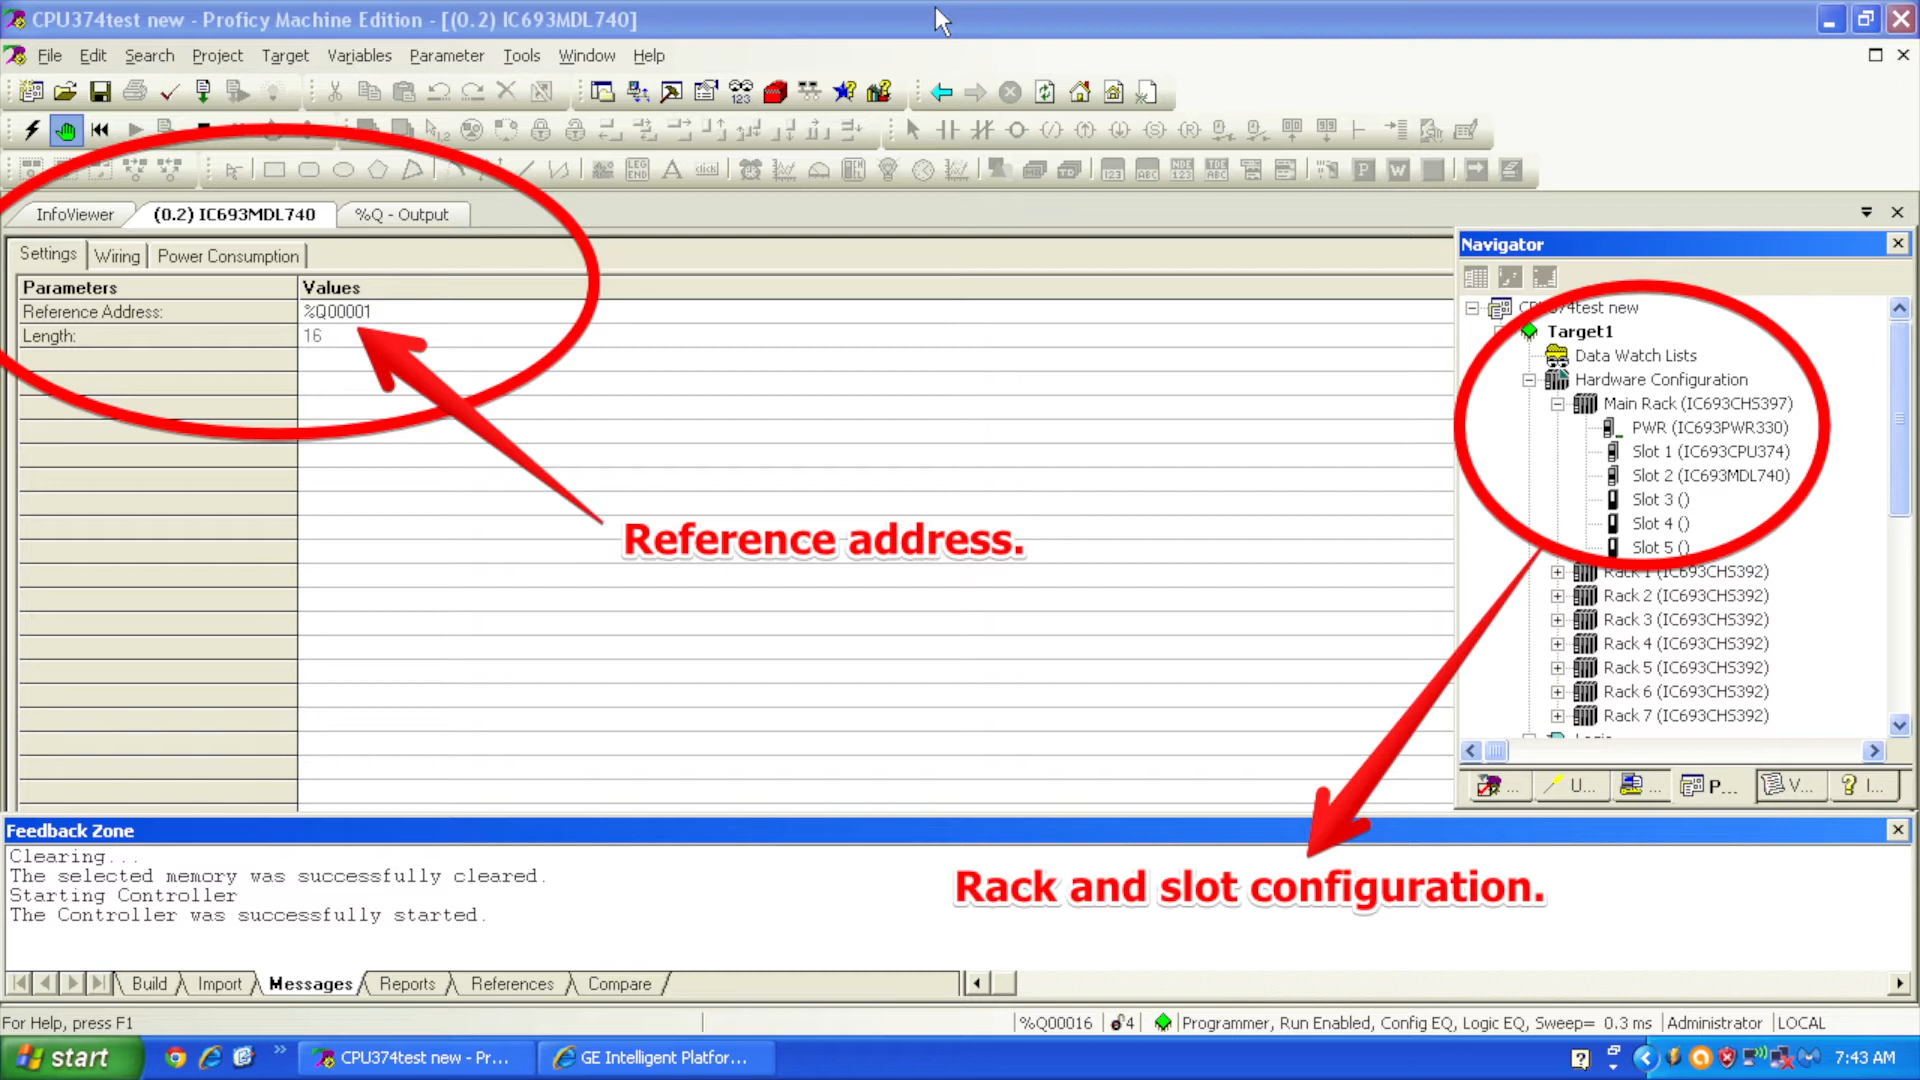 CPU374test new - Proficy Machine Edition - [(0.2) IC693MDL740]
File Edit Search Project Target Variables Parameter Tools Window Help
InfoViewer (0.2) IC693MDL740 %Q - Output
Settings Wiring Power Consumption
Parameters Values
Reference Address: %Q00001
Length: 16
Reference address.
Navigator
CPU374test new
Target1
Data Watch Lists
Hardware Configuration
Main Rack (IC693CHS397)
PWR (IC693PWR330)
Slot 1 (IC693CPU374)
Slot 2 (IC693MDL740)
Slot 3 ()
Slot 4 ()
Slot 5 ()
Rack 1 (IC693CHS392)
Rack 2 (IC693CHS392)
Rack 3 (IC693CHS392)
Rack 4 (IC693CHS392)
Rack 5 (IC693CHS392)
Rack 6 (IC693CHS392)
Rack 7 (IC693CHS392)
... U... ... P... V... I...
Rack and slot configuration.
Feedback Zone
Clearing...
The selected memory was successfully cleared.
Starting Controller
The Controller was successfully started.
Build Import Messages Reports References Compare
For Help, press F1 %Q00016 4 Programmer, Run Enabled, Config EQ, Logic EQ, Sweep= 0.3 ms Administrator LOCAL
start CPU374test new - Pr... GE Intelligent Platfor... 7:43 AM